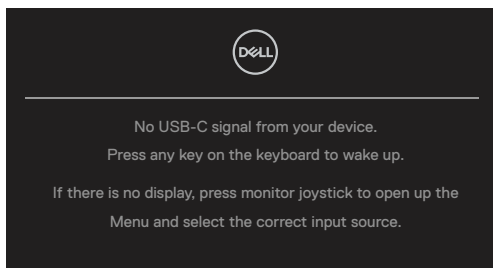 DELL
No USB-C signal from your device.
Press any key on the keyboard to wake up.
If there is no display, press monitor joystick to open up the
Menu and select the correct input source.